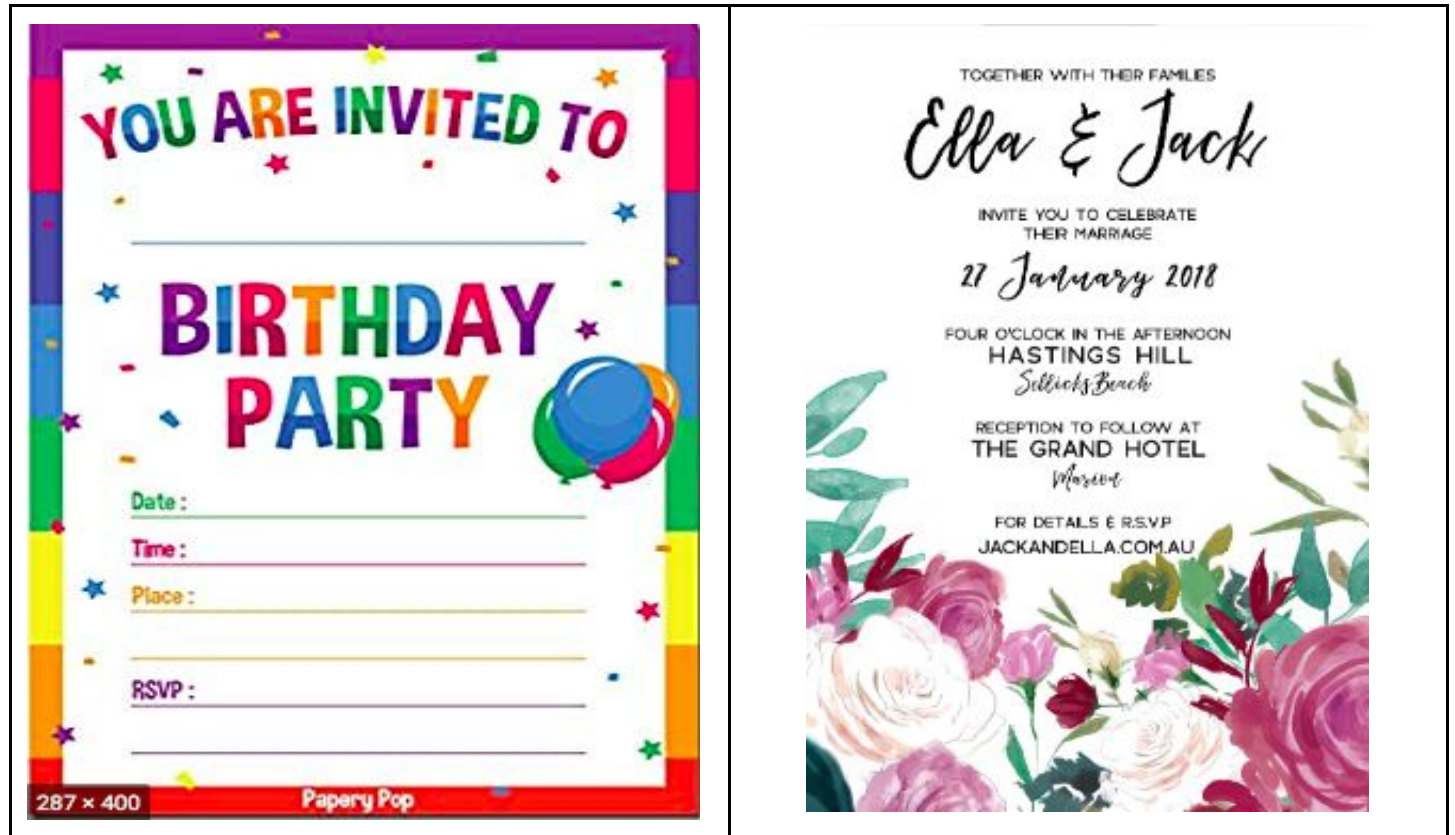 YOU ARE INVITED TO
BIRTHDAY
PARTY
Date :
Time :
Place :
RSVP :
287 × 400
Papery Pop
TOGETHER WITH THEIR FAMILIES
Ella & Jack
INVITE YOU TO CELEBRATE
THEIR MARRIAGE
27 January 2018
FOUR O'CLOCK IN THE AFTERNOON
HASTINGS HILL
Sellicks Beach
RECEPTION TO FOLLOW AT
THE GRAND HOTEL
Marion
FOR DETAILS & R.S.V.P
JACKANDELLA.COM.AU